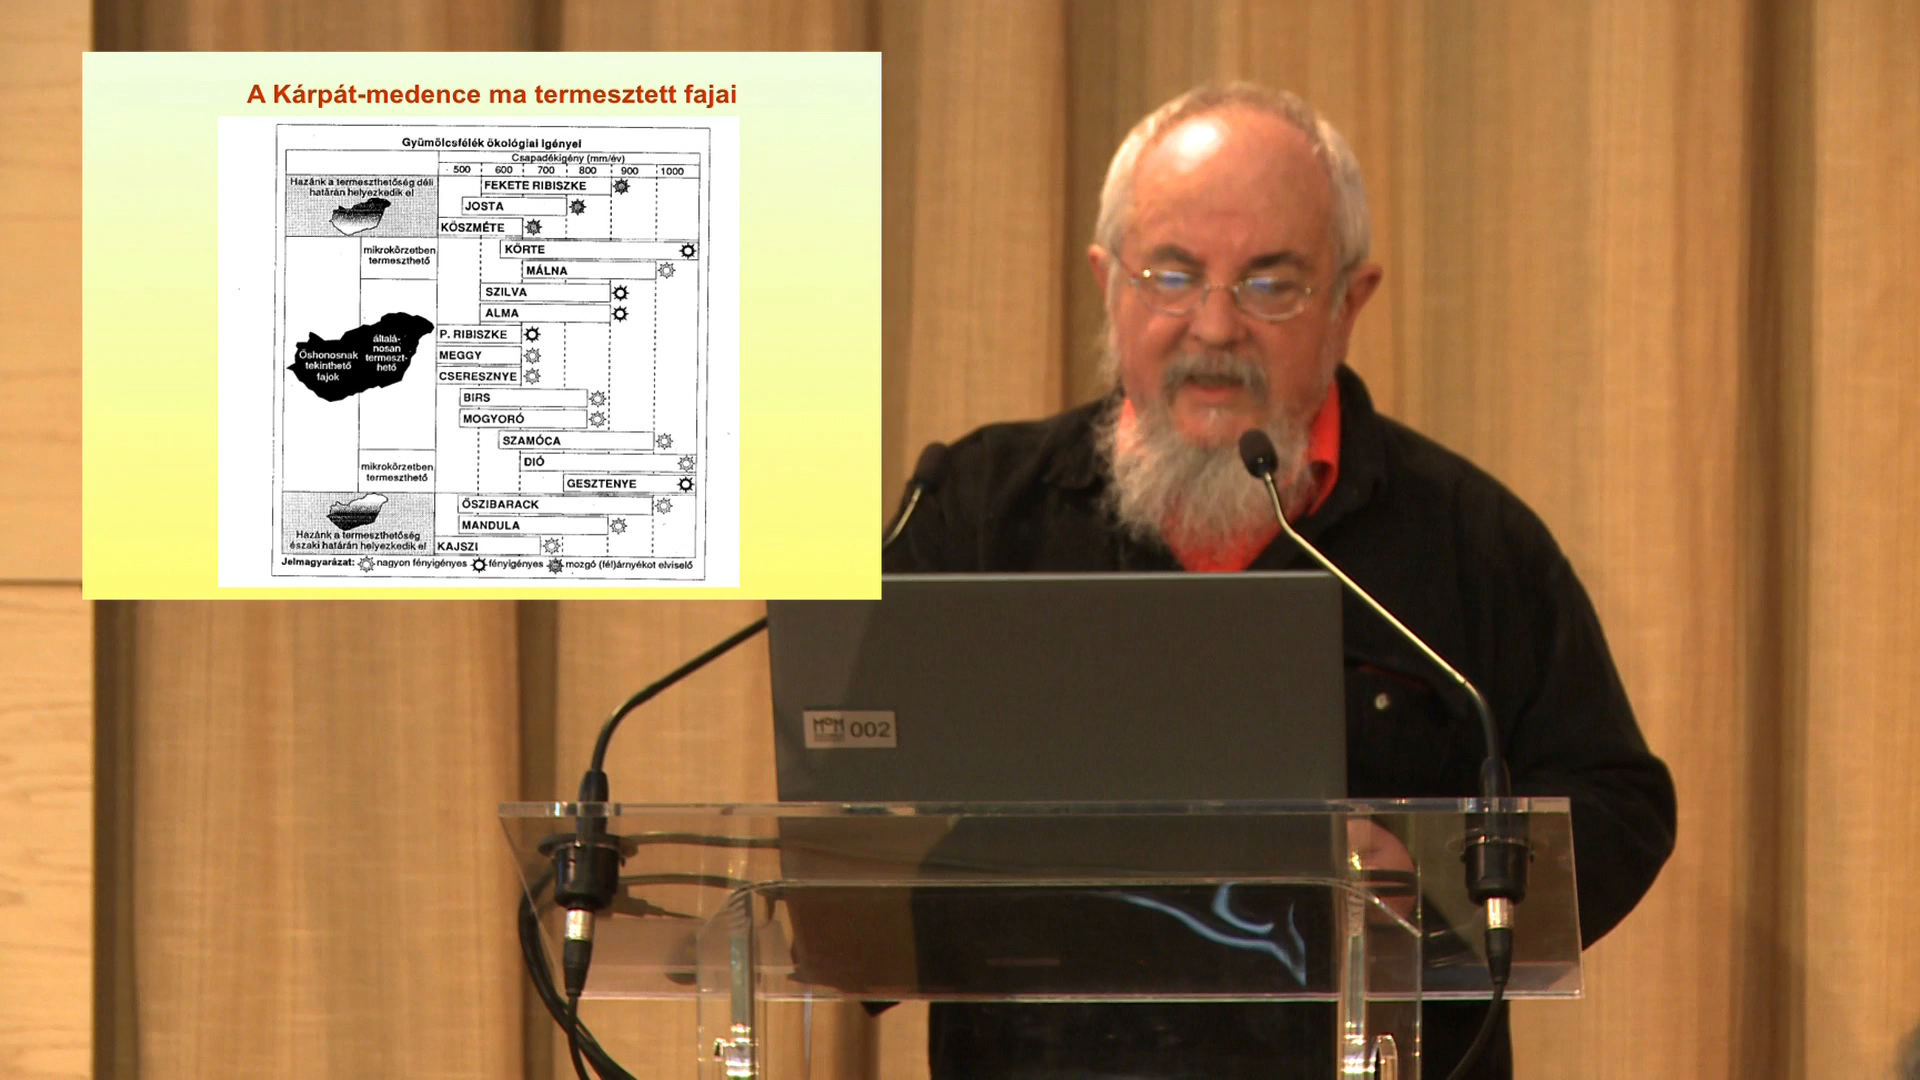 A Kárpát-medence ma termesztett fajai
Gyümölcsfélék ökológiai igényei
Csapadékigény (mm/év)
500 600 700 800 900 1000
Hazánk a termeszthetőség déli
határán helyezkedik el
FEKETE RIBISZKE
JOSTA
KÖSZMÉTE
mikrokörzetben
termeszthető
KÖRTE
MÁLNA
SZILVA
ALMA
Őshonosnak
tekinthető
fajok
általá-
nosan
termeszt-
hető
P. RIBISZKE
MEGGY
CSERESZNYE
BIRS
MOGYORÓ
SZAMÓCA
mikrokörzetben
termeszthető
DIÓ
GESZTENYE
Hazánk a termeszthetőség
északi határán helyezkedik el
ŐSZIBARACK
MANDULA
KAJSZI
Jelmagyarázat: nagyon fényigényes fényigényes mozgó (fél)árnyékot elviselő
MOM 002